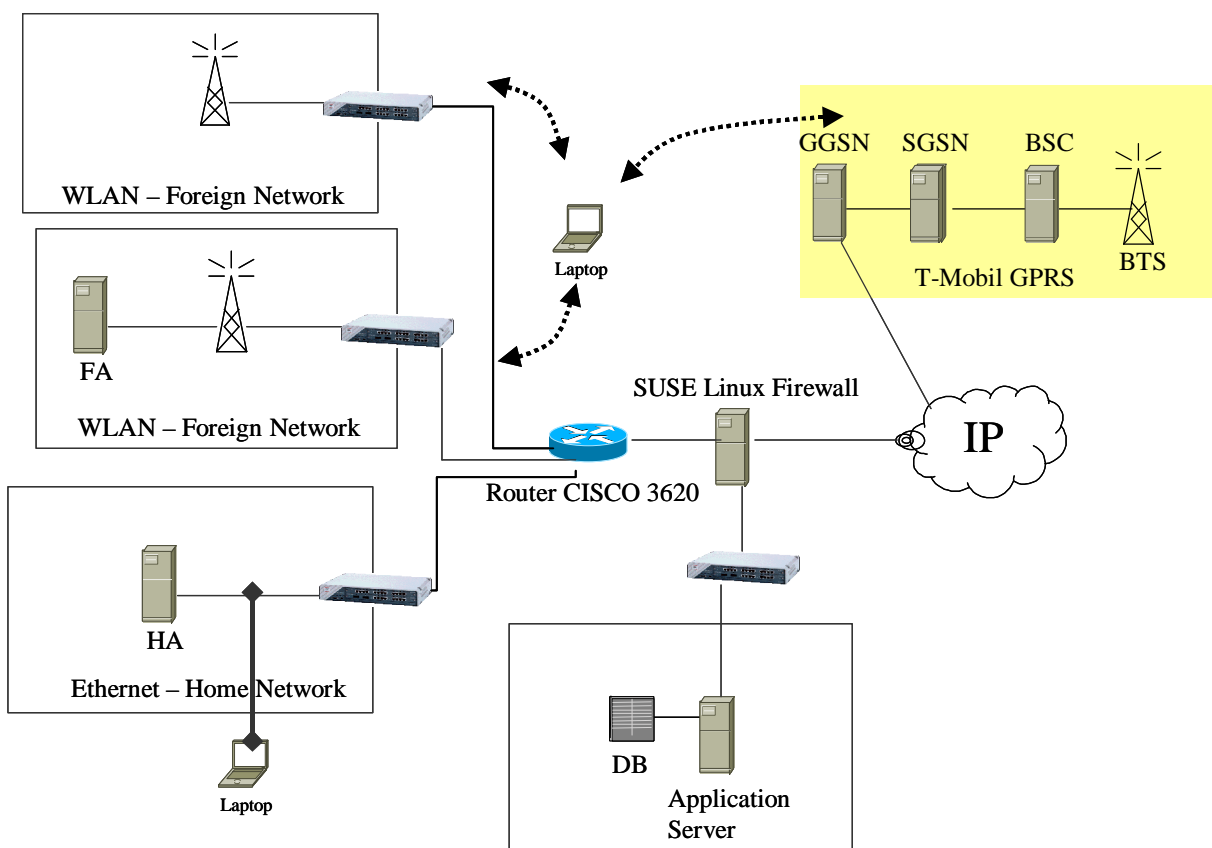 WLAN – Foreign Network
FA
WLAN – Foreign Network
HA
Ethernet – Home Network
Laptop
Laptop
GGSN
SGSN
BSC
BTS
T-Mobil GPRS
SUSE Linux Firewall
IP
Router CISCO 3620
DB
Application
Server